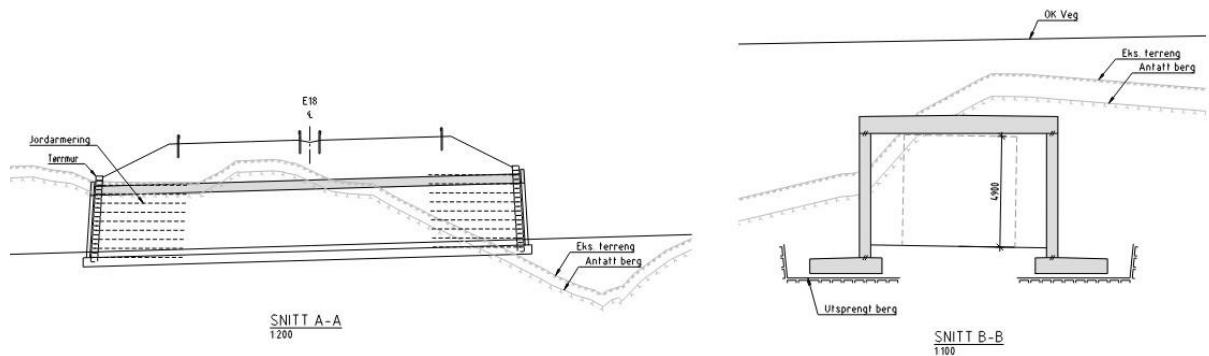 E18
℄
Jordarmering
Tørrmur
Eks. terreng
Antatt berg
SNITT A-A
1:200
OK Veg
Eks. terreng
Antatt berg
4900
Utsprengt berg
SNITT B-B
1:100